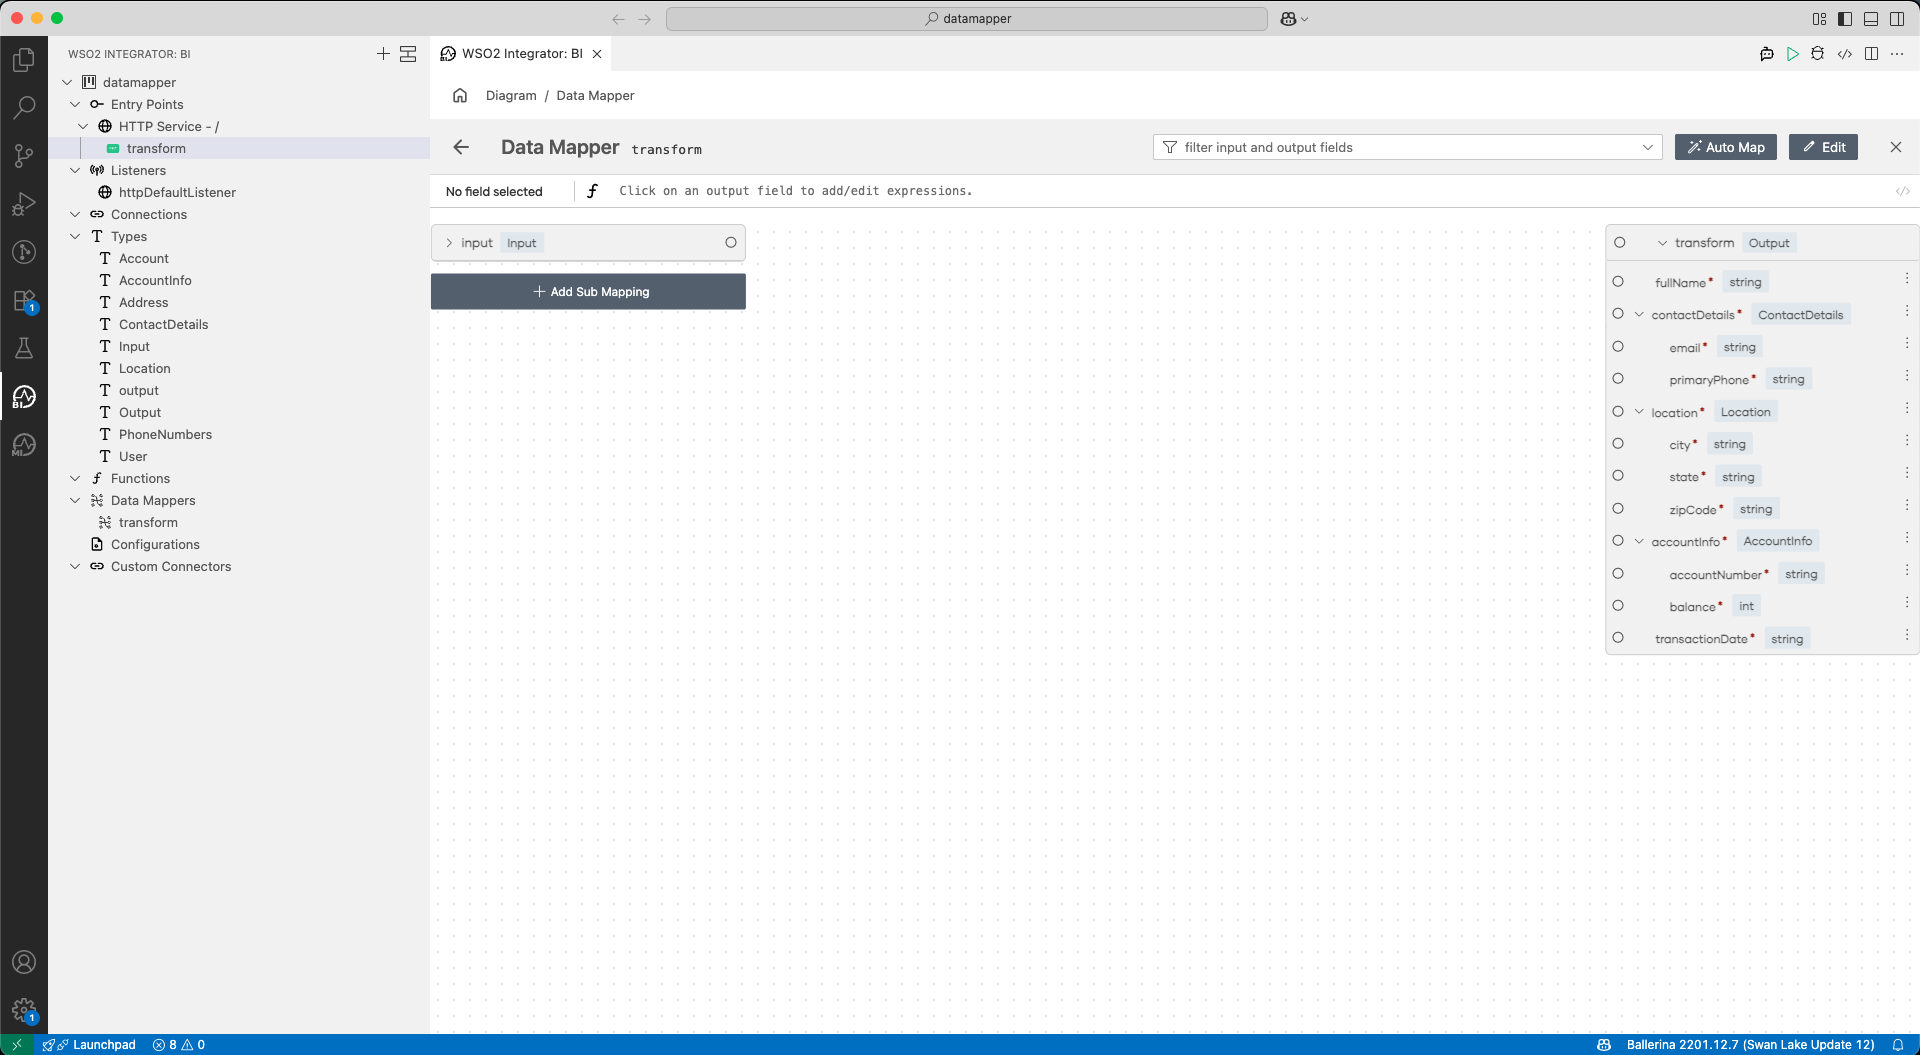 datamapper
WSO2 INTEGRATOR: BI
datamapper
Entry Points
HTTP Service - /
transform
Listeners
httpDefaultListener
Connections
Types
Account
AccountInfo
Address
ContactDetails
Input
Location
output
Output
PhoneNumbers
User
Functions
Data Mappers
transform
Configurations
Custom Connectors
1
BI
MI
1
WSO2 Integrator: BI
Diagram / Data Mapper
Data Mapper transform
filter input and output fields
Auto Map
Edit
No field selected
Click on an output field to add/edit expressions.
input Input
Add Sub Mapping
transform Output
fullName* string
contactDetails* ContactDetails
email* string
primaryPhone* string
location* Location
city* string
state* string
zipCode* string
accountInfo* AccountInfo
accountNumber* string
balance* int
transactionDate* string
Launchpad 8 0
Ballerina 2201.12.7 (Swan Lake Update 12)